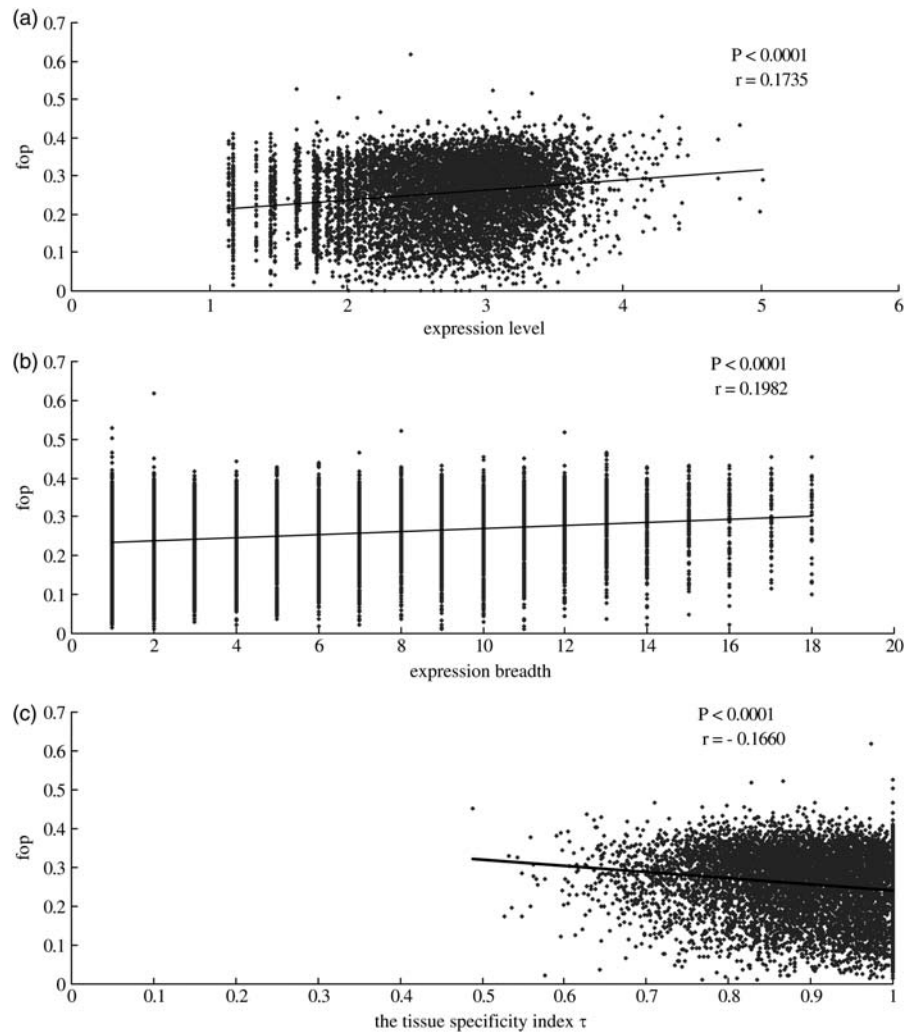 (a)
0.7
0.6
0.5
0.4
0.3
0.2
0.1
0
fop
P < 0.0001
r = 0.1735
0 1 2 3 4 5 6
expression level
(b)
0.7
0.6
0.5
0.4
0.3
0.2
0.1
0
fop
P < 0.0001
r = 0.1982
0 2 4 6 8 10 12 14 16 18 20
expression breadth
(c)
0.7
0.6
0.5
0.4
0.3
0.2
0.1
0
fop
P < 0.0001
r = - 0.1660
0 0.1 0.2 0.3 0.4 0.5 0.6 0.7 0.8 0.9 1
the tissue specificity index τ